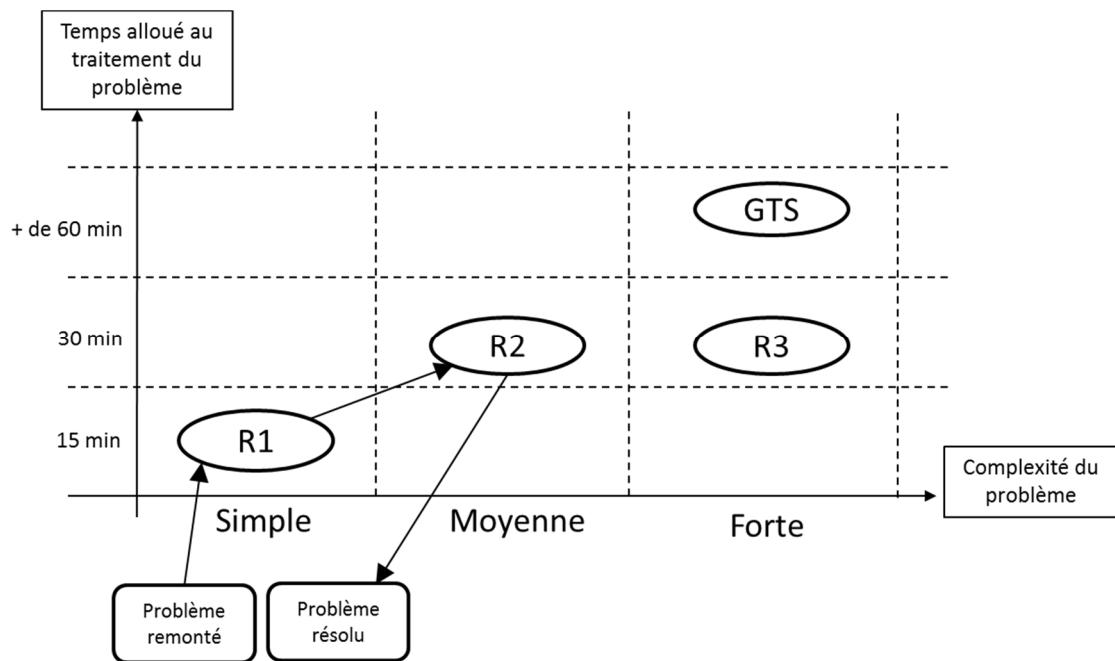 Temps alloué au
traitement du
problème
+ de 60 min
GTS
30 min
R2
R3
15 min
R1
Complexité du
problème
Simple
Moyenne
Forte
Problème
remonté
Problème
résolu